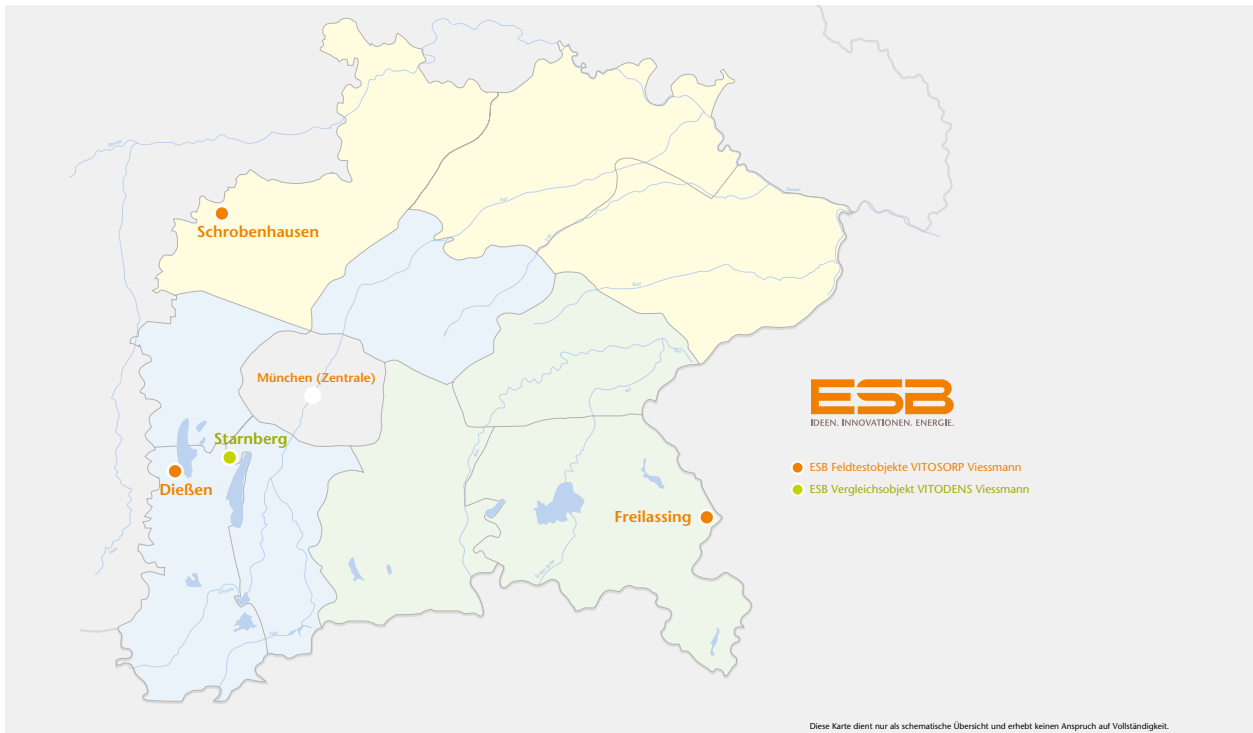 Schrobenhausen
München (Zentrale)
Starnberg
Dießen
Freilassing
ESB
IDEEN. INNOVATIONEN. ENERGIE.
ESB Feldtestobjekte VITOSORP Viessmann
ESB Vergleichsobjekt VITODENS Viessmann
Diese Karte dient nur als schematische Übersicht und erhebt keinen Anspruch auf Vollständigkeit.